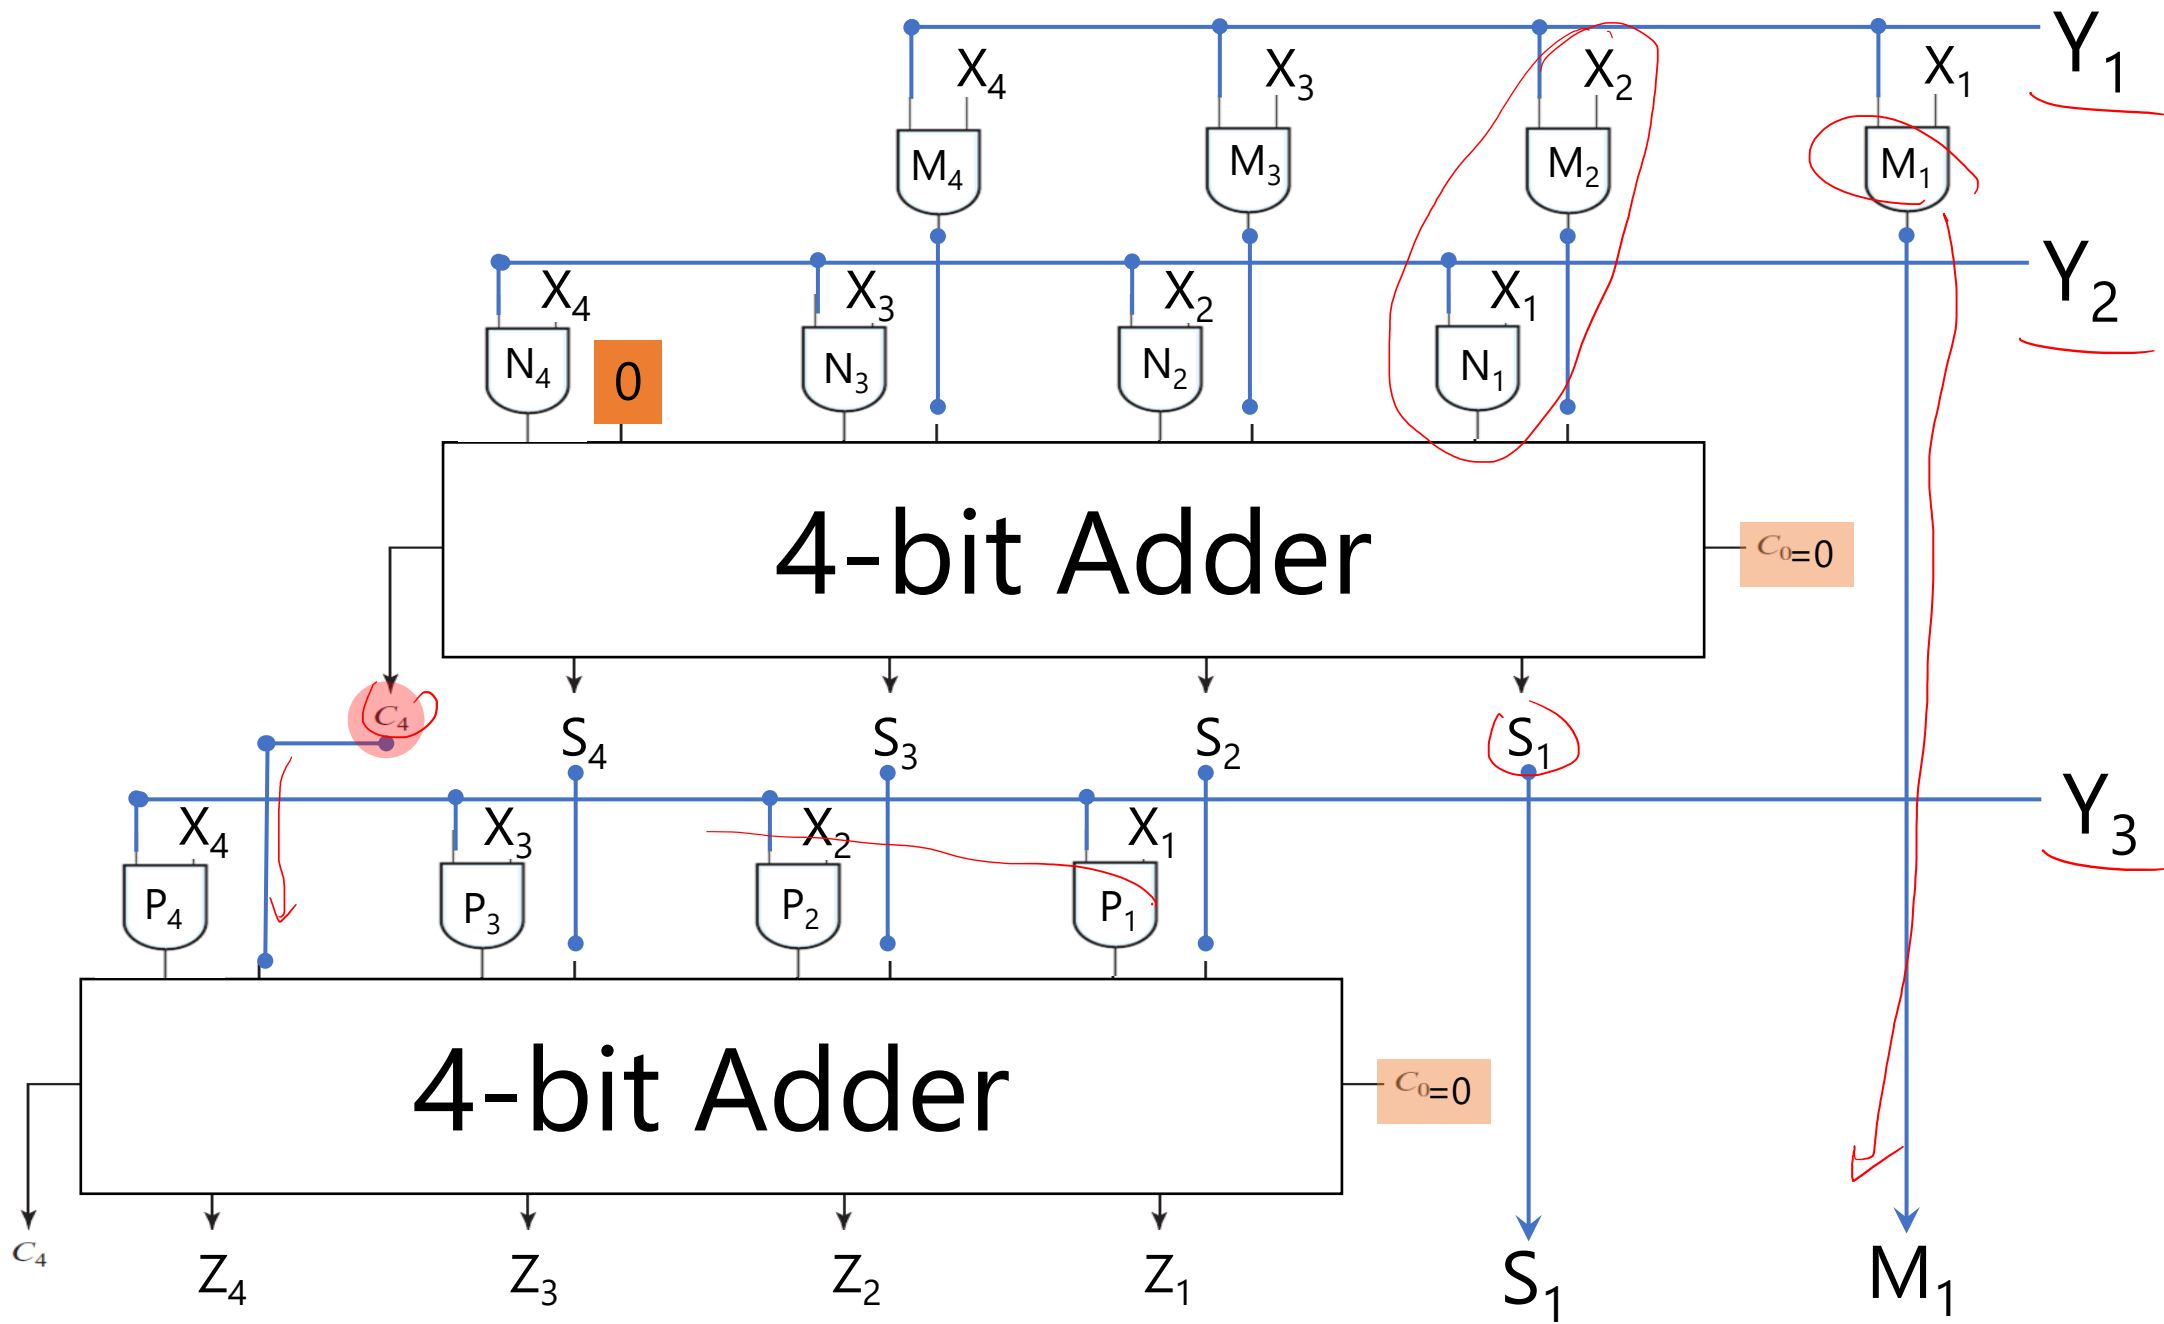 Y1
X4 X3 X2 X1
M4 M3 M2 M1
Y2
X4 X3 X2 X1
N4 0 N3 N2 N1
4-bit Adder
C0=0
C4 S4 S3 S2 S1
Y3
X4 X3 X2 X1
P4 P3 P2 P1
4-bit Adder
C0=0
C4 Z4 Z3 Z2 Z1 S1 M1